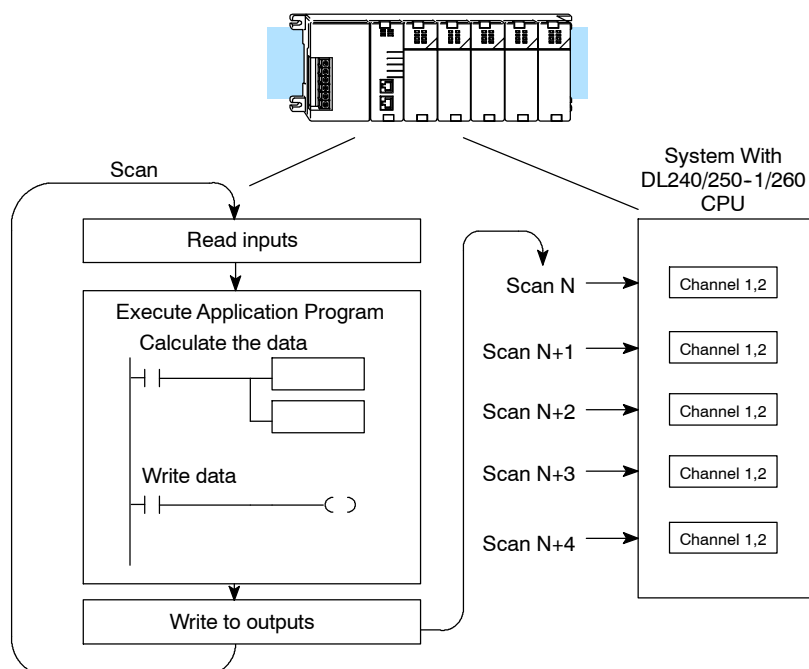 Scan
Read inputs
Execute Application Program
Calculate the data
Write data
Write to outputs
System With
DL240/250-1/260
CPU
Scan N
Channel 1,2
Scan N+1
Channel 1,2
Scan N+2
Channel 1,2
Scan N+3
Channel 1,2
Scan N+4
Channel 1,2